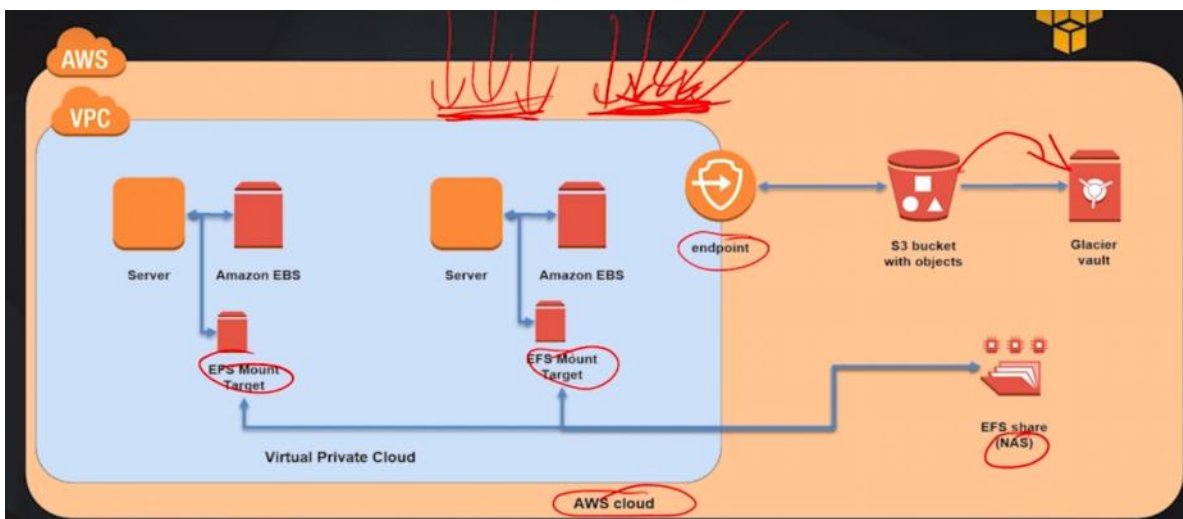 AWS
VPC
endpoint
S3 bucket
with objects
Glacier
vault
Server
Amazon EBS
Server
Amazon EBS
EFS Mount
Target
EFS Mount
Target
EFS share
(NAS)
Virtual Private Cloud
AWS cloud